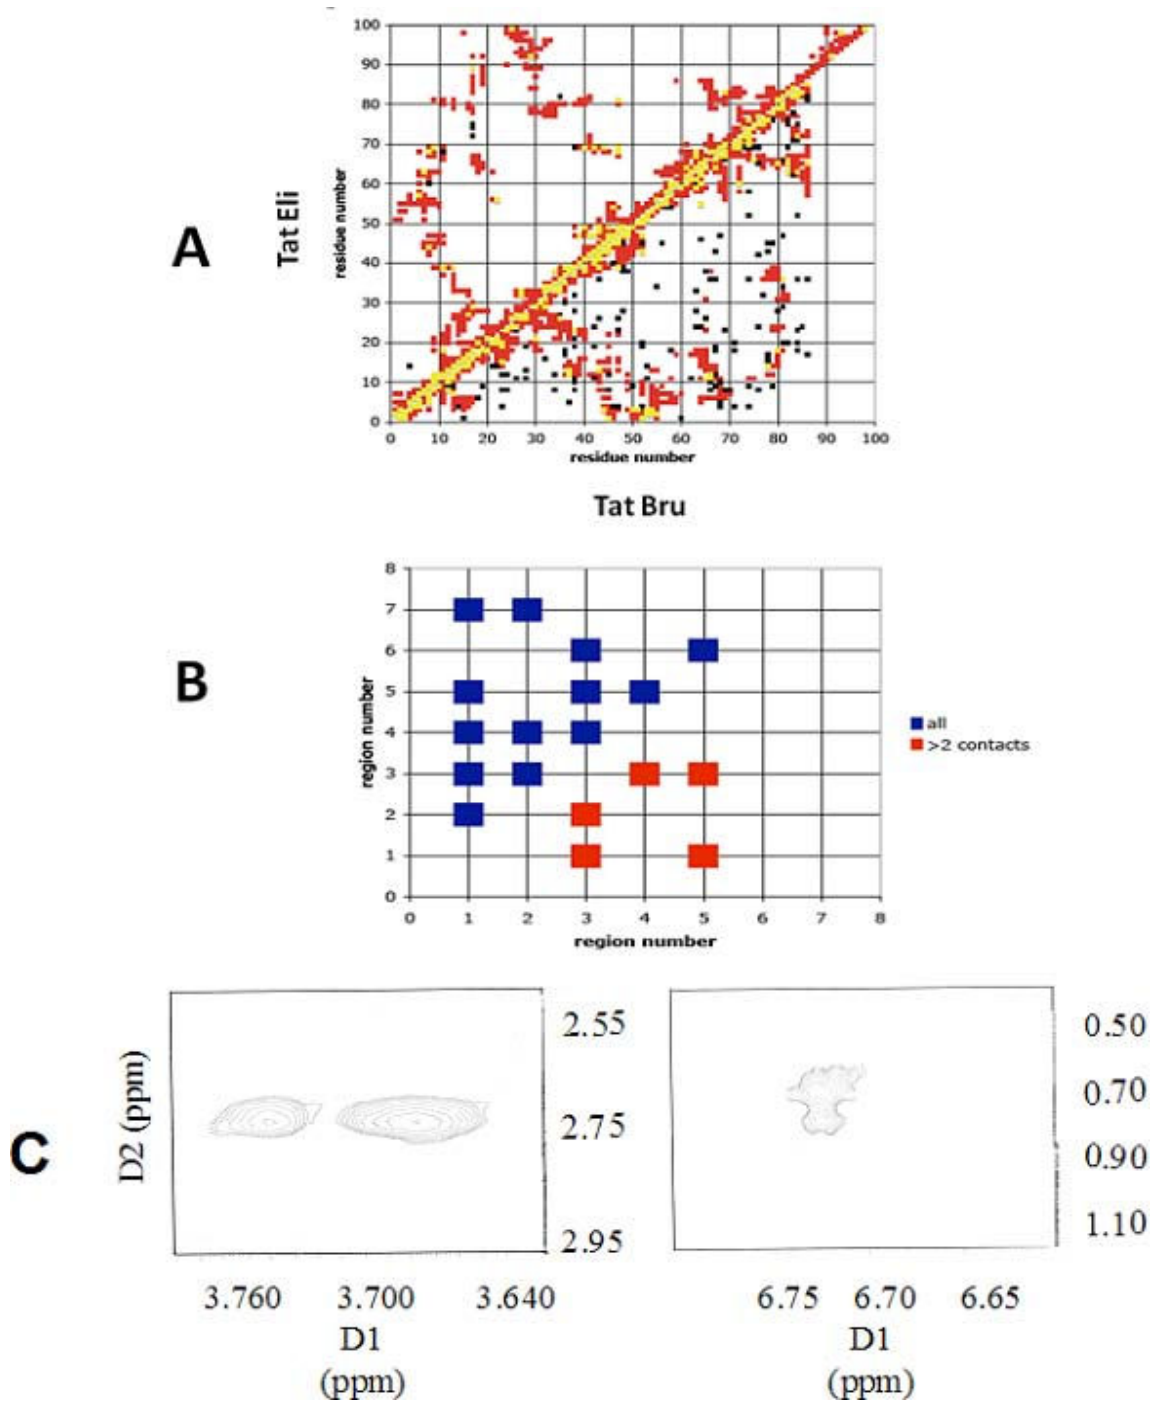 A
Tat Eli
residue number
100
90
80
70
60
50
40
30
20
10
0
0 10 20 30 40 50 60 70 80 90 100
residue number
Tat Bru
B
region number
8
7
6
5
4
3
2
1
0
0 1 2 3 4 5 6 7 8
region number
all
>2 contacts
C
D2 (ppm)
2.55
2.75
2.95
3.760 3.700 3.640
D1
(ppm)
0.50
0.70
0.90
1.10
6.75 6.70 6.65
D1
(ppm)